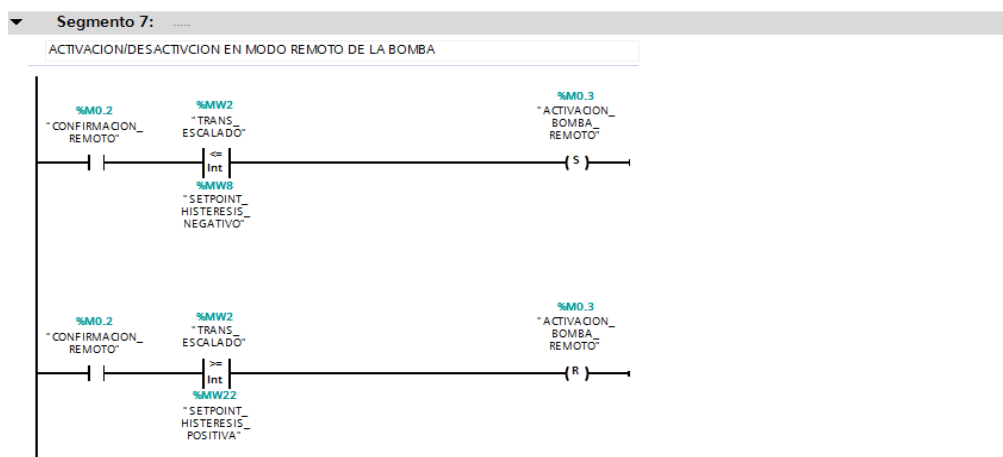 Segmento 7: .....
ACTIVACION/DESACTIVCION EN MODO REMOTO DE LA BOMBA
%M0.2
"CONFIRMACION_
REMOTO"
%MW2
"TRANS_
ESCALADO"
<=
Int
%MW8
"SETPOINT_
HISTERESIS_
NEGATIVO"
%M0.3
"ACTIVACION_
BOMBA_
REMOTO"
S
%M0.2
"CONFIRMACION_
REMOTO"
%MW2
"TRANS_
ESCALADO"
>=
Int
%MW22
"SETPOINT_
HISTERESIS_
POSITIVA"
%M0.3
"ACTIVACION_
BOMBA_
REMOTO"
R